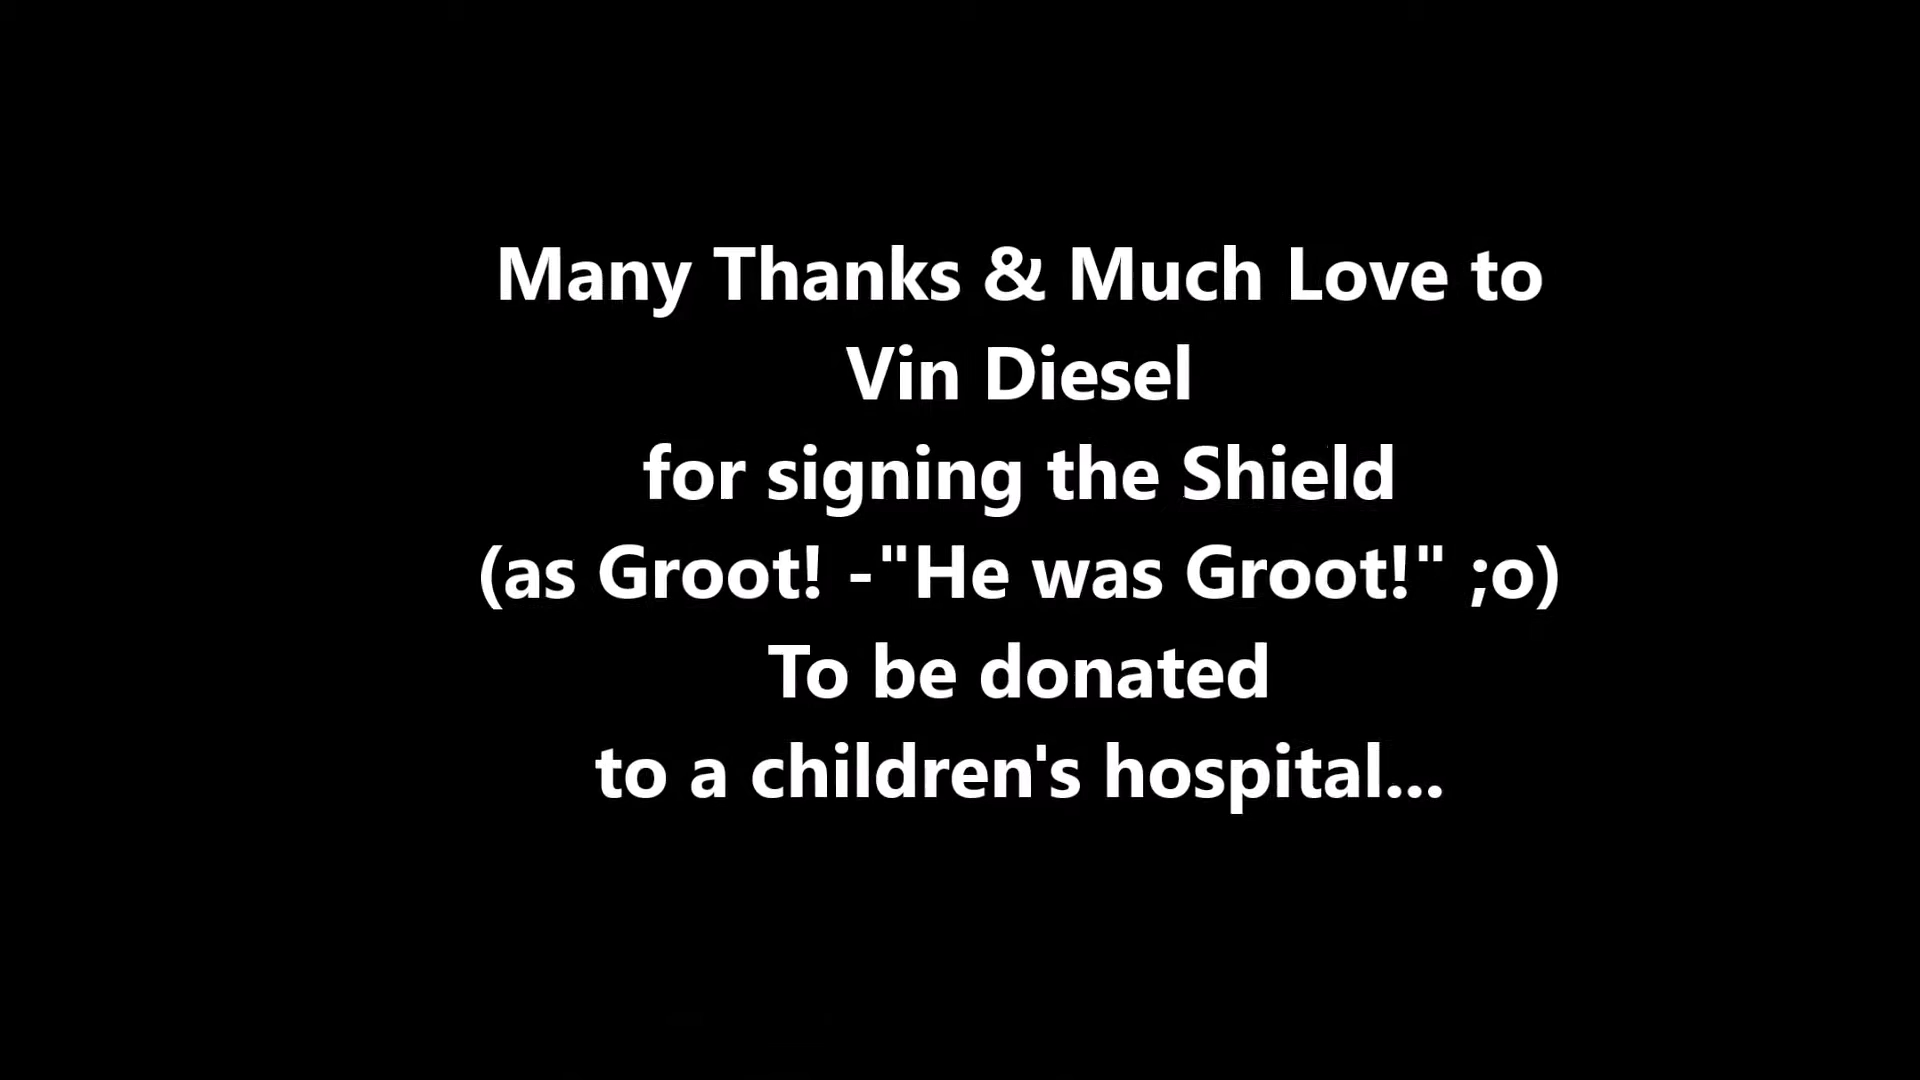 Many Thanks & Much Love to
Vin Diesel
for signing the Shield
(as Groot! -"He was Groot!" ;o)
To be donated
to a children's hospital...